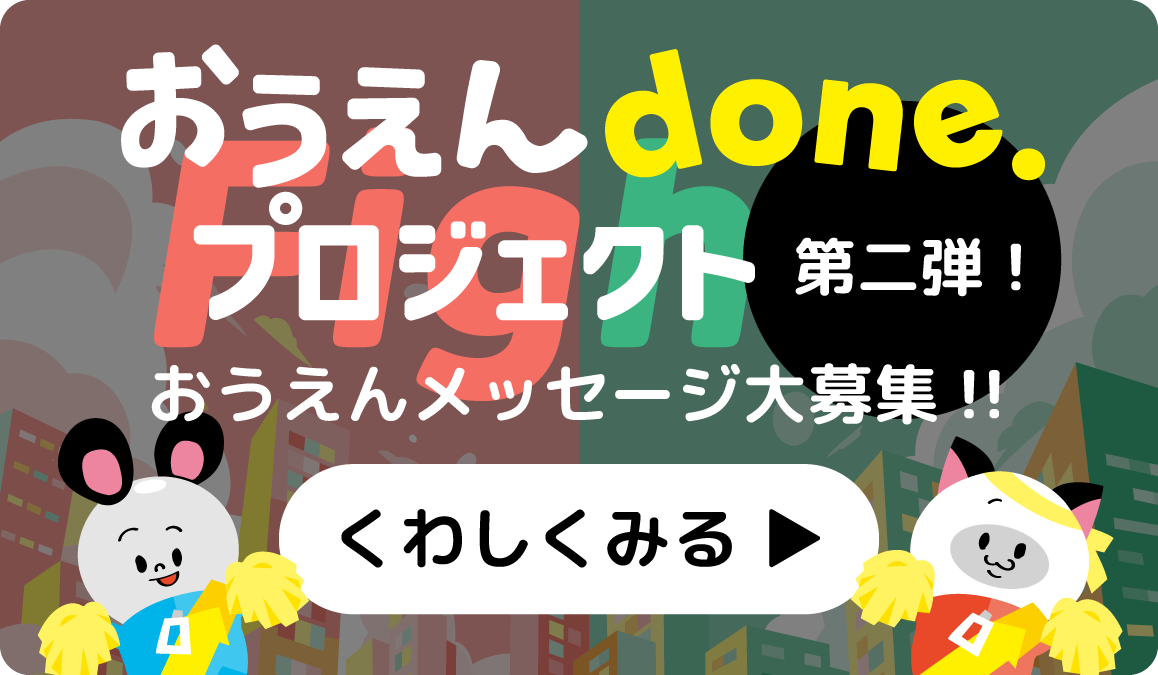 おうえんdone.
プロジェクト
第二弾！
おうえんメッセージ大募集!!
くわしくみる▶
Figh